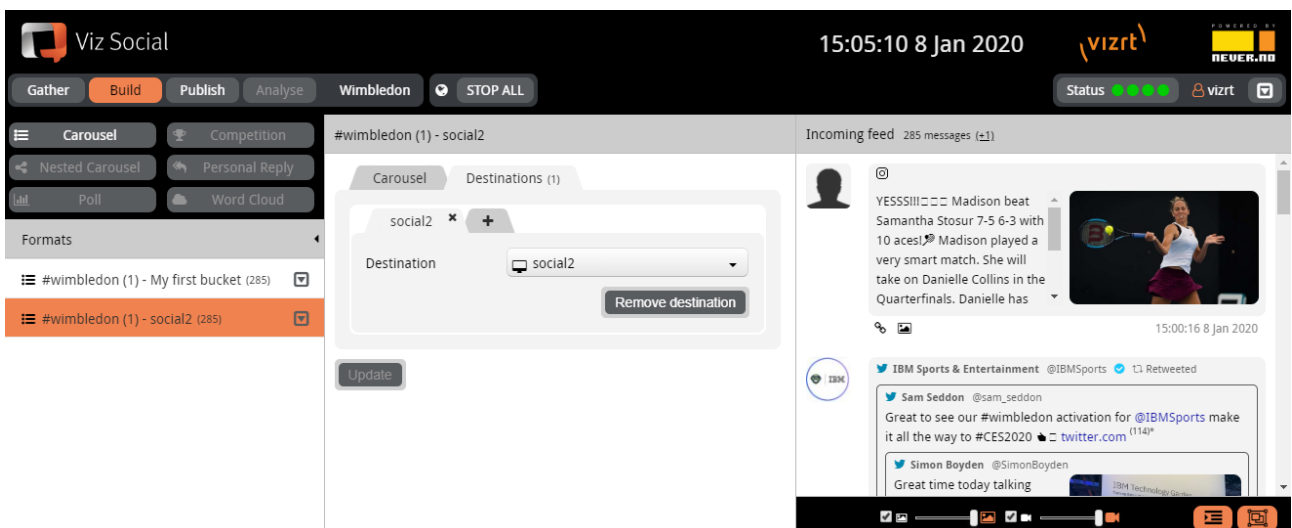 Viz Social
15:05:10 8 Jan 2020
vizrt
POWERED BY
NEVER.NO
Gather Build Publish Analyse Wimbledon STOP ALL
Status vizrt
Carousel Competition
Nested Carousel Personal Reply
Poll Word Cloud
Formats
#wimbledon (1) - My first bucket (285)
#wimbledon (1) - social2 (285)
#wimbledon (1) - social2
Carousel Destinations (1)
social2 × +
Destination social2
Remove destination
Update
Incoming feed 285 messages (+1)
YESSS!!!□□□ Madison beat
Samantha Stosur 7-5 6-3 with
10 aces!, Madison played a
very smart match. She will
take on Danielle Collins in the
Quarterfinals. Danielle has
15:00:16 8 Jan 2020
IBM
IBM Sports & Entertainment @IBMSports Retweeted
Sam Seddon @sam_seddon
Great to see our #wimbledon activation for @IBMSports make
it all the way to #CES2020 □ twitter.com (114)*
Simon Boyden @SimonBoyden
Great time today talking
IBM Technology Garden